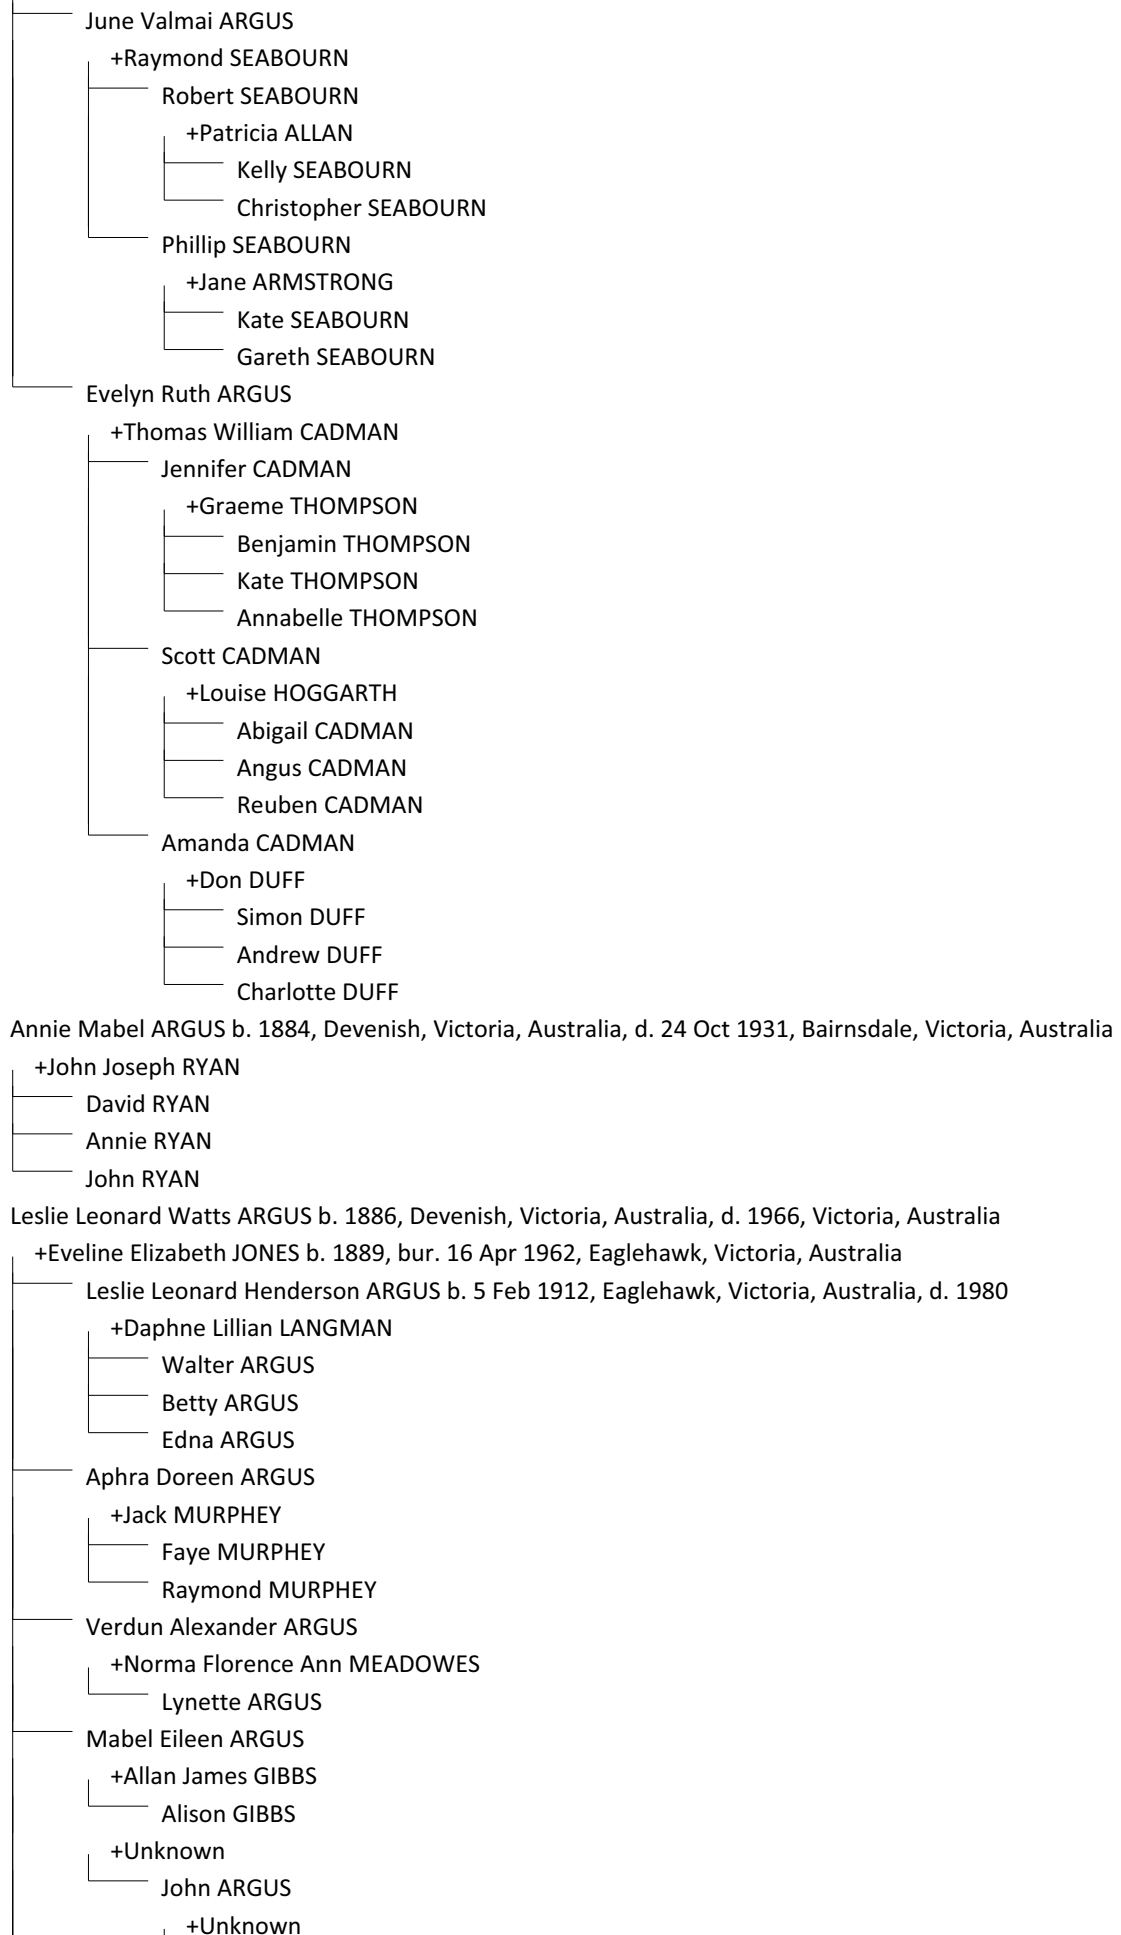 June Valmai ARGUS
+Raymond SEABOURN
Robert SEABOURN
+Patricia ALLAN
Kelly SEABOURN
Christopher SEABOURN
Phillip SEABOURN
+Jane ARMSTRONG
Kate SEABOURN
Gareth SEABOURN
Evelyn Ruth ARGUS
+Thomas William CADMAN
Jennifer CADMAN
+Graeme THOMPSON
Benjamin THOMPSON
Kate THOMPSON
Annabelle THOMPSON
Scott CADMAN
+Louise HOGGARTH
Abigail CADMAN
Angus CADMAN
Reuben CADMAN
Amanda CADMAN
+Don DUFF
Simon DUFF
Andrew DUFF
Charlotte DUFF
Annie Mabel ARGUS b. 1884, Devenish, Victoria, Australia, d. 24 Oct 1931, Bairnsdale, Victoria, Australia
+John Joseph RYAN
David RYAN
Annie RYAN
John RYAN
Leslie Leonard Watts ARGUS b. 1886, Devenish, Victoria, Australia, d. 1966, Victoria, Australia
+Eveline Elizabeth JONES b. 1889, bur. 16 Apr 1962, Eaglehawk, Victoria, Australia
Leslie Leonard Henderson ARGUS b. 5 Feb 1912, Eaglehawk, Victoria, Australia, d. 1980
+Daphne Lillian LANGMAN
Walter ARGUS
Betty ARGUS
Edna ARGUS
Aphra Doreen ARGUS
+Jack MURPHEY
Faye MURPHEY
Raymond MURPHEY
Verdun Alexander ARGUS
+Norma Florence Ann MEADOWES
Lynette ARGUS
Mabel Eileen ARGUS
+Allan James GIBBS
Alison GIBBS
+Unknown
John ARGUS
+Unknown